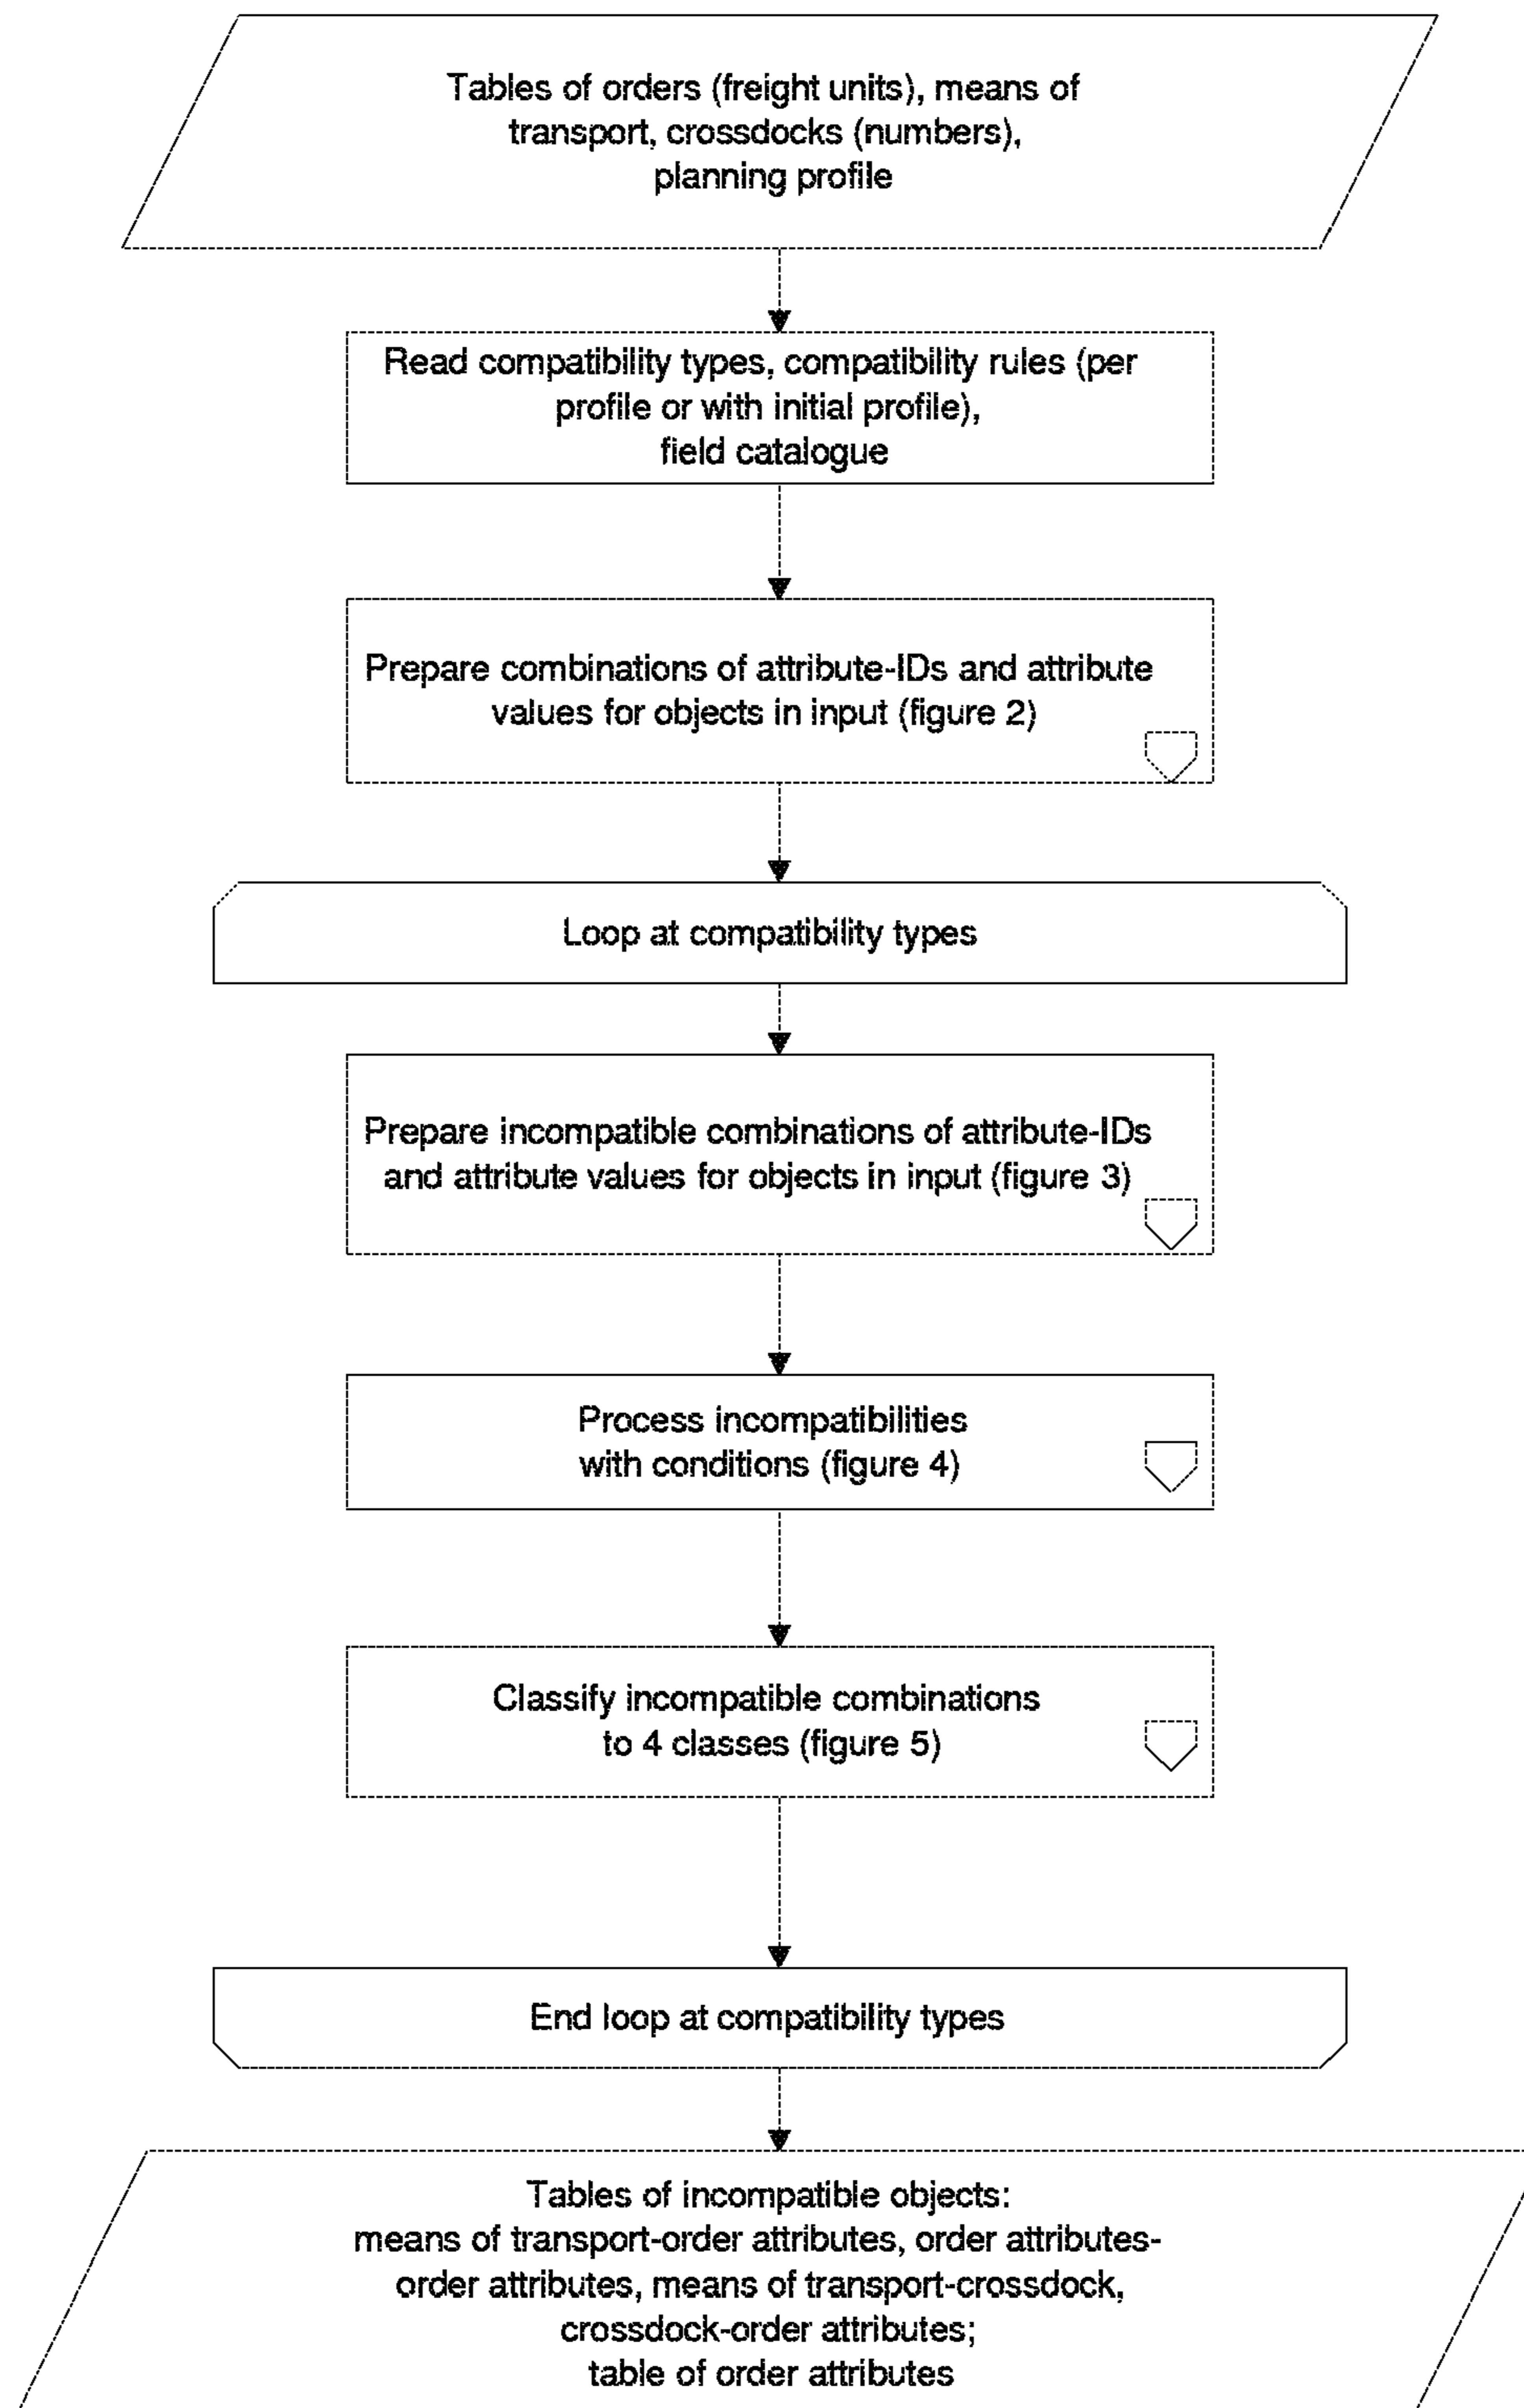 Tables of orders (freight units), means of
transport, crossdocks (numbers),
planning profile
Read compatibility types, compatibility rules (per
profile or with initial profile),
field catalogue
Prepare combinations of attribute-IDs and attribute
values for objects in input (figure 2)
Loop at compatibility types
Prepare incompatible combinations of attribute-IDs
and attribute values for objects in input (figure 3)
Process incompatibilities
with conditions (figure 4)
Classify incompatible combinations
to 4 classes (figure 5)
End loop at compatibility types
Tables of incompatible objects:
means of transport-order attributes, order attributes-
order attributes, means of transport-crossdock,
crossdock-order attributes;
table of order attributes